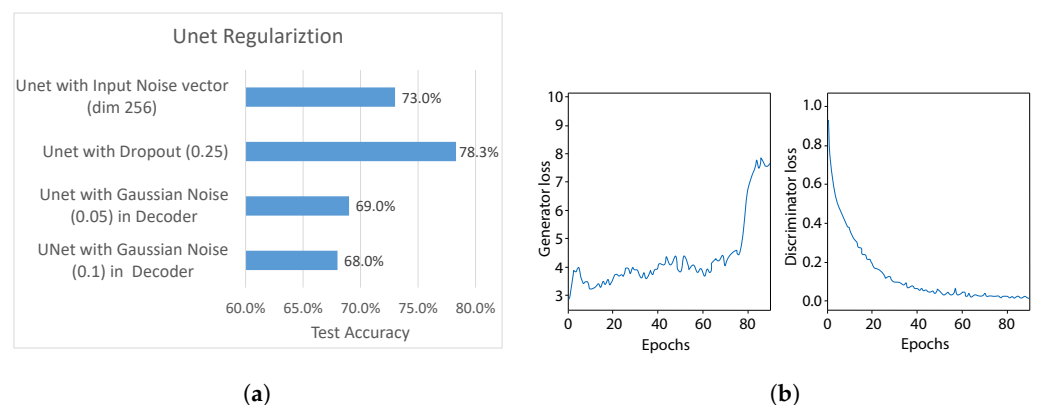 Unet Regulariztion
Unet with Input Noise vector
(dim 256)
73.0%
Unet with Dropout (0.25)
78.3%
Unet with Gaussian Noise
(0.05) in Decoder
69.0%
UNet with Gaussian Noise
(0.1) in Decoder
68.0%
60.0% 65.0% 70.0% 75.0% 80.0%
Test Accuracy
(a)
Generator loss
10
9
8
7
6
5
4
3
0 20 40 60 80
Epochs
Discriminator loss
1.0
0.8
0.6
0.4
0.2
0.0
0 20 40 60 80
Epochs
(b)